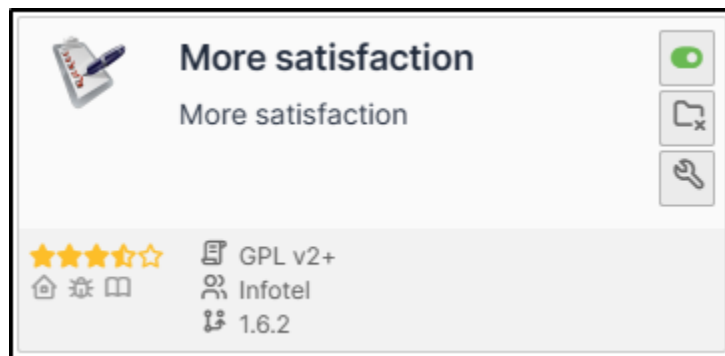 More satisfaction
More satisfaction
GPL v2+
Infotel
1.6.2